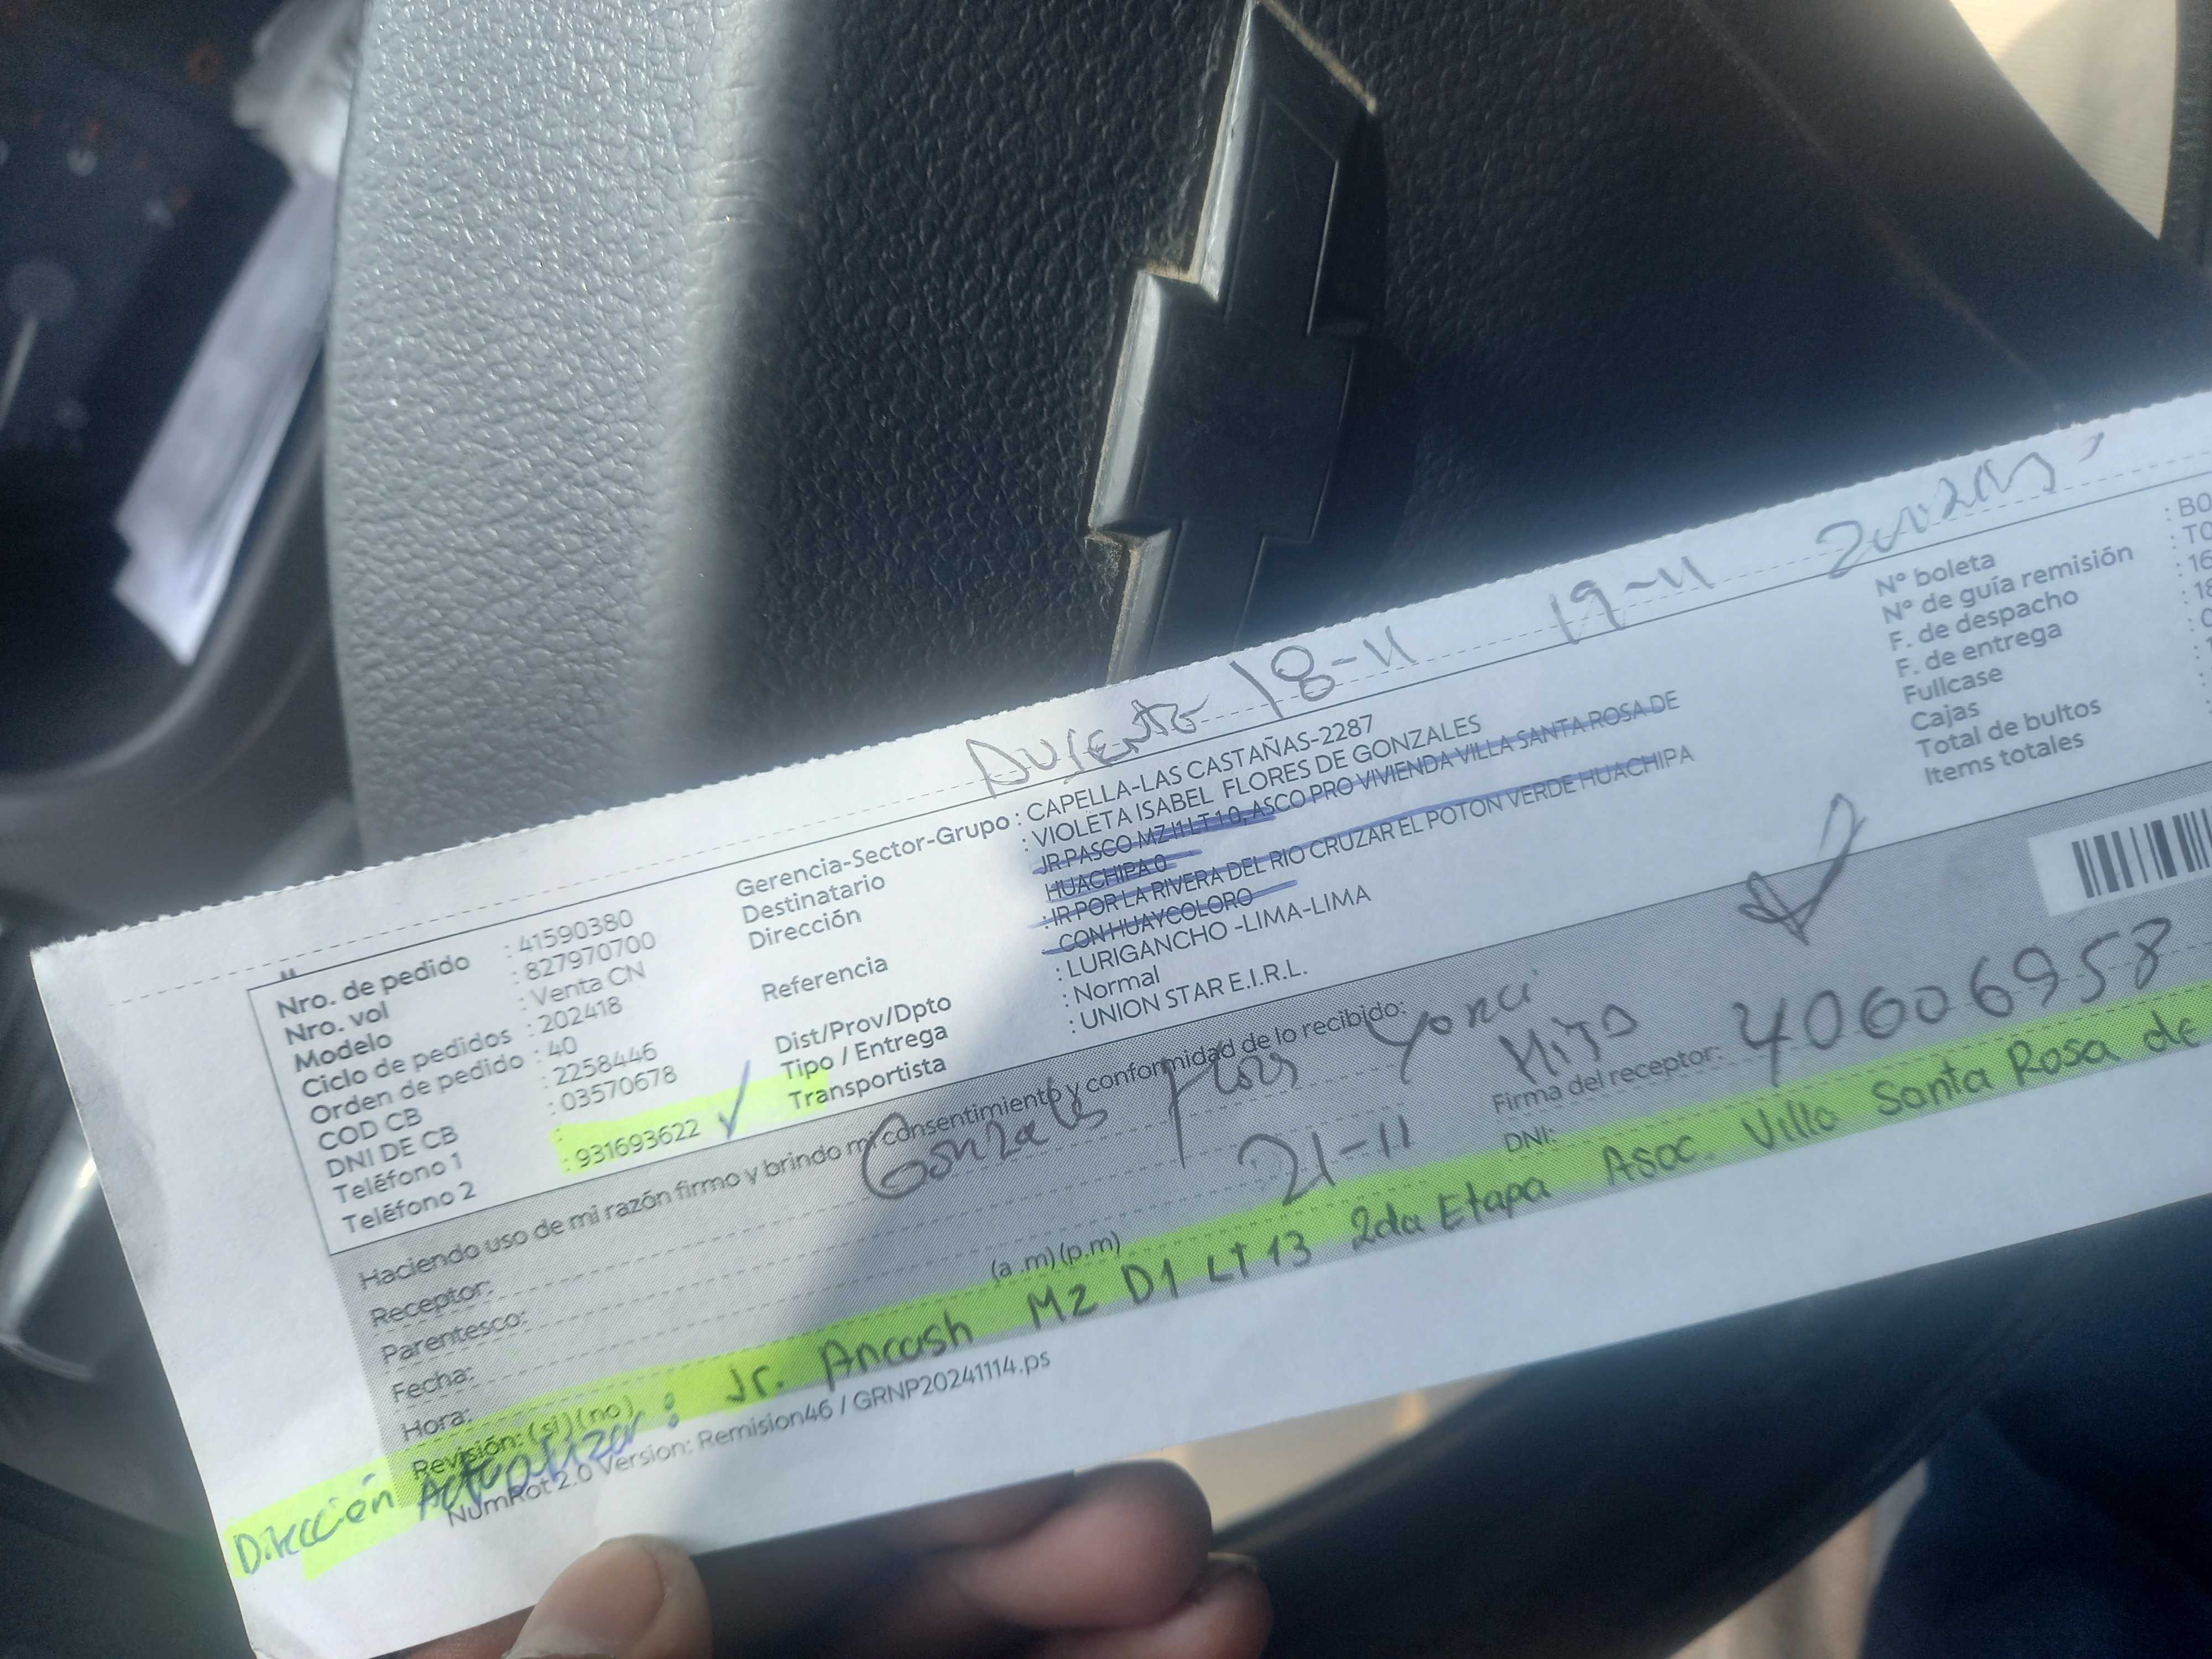 Ausente 18-11 19-11
Nro. de pedido : 41590380
Nro. vol : 827970700
Modelo : Venta CN
Ciclo de pedidos : 202418
Orden de pedido : 40
COD CB : 2258446
DNI DE CB : 03570678
Teléfono 1 :
Teléfono 2 : 931693622 ✓
Gerencia-Sector-Grupo : CAPELLA-LAS CASTAÑAS-2287
Destinatario : VIOLETA ISABEL FLORES DE GONZALES
Dirección JR PASCO MZ I1 LT 10, ASCO PRO VIVIENDA VILLA SANTA ROSA DE
HUACHIPA 0
Referencia : IR POR LA RIVERA DEL RIO CRUZAR EL POTON VERDE HUACHIPA
CON HUAYCOLORO
Dist/Prov/Dpto : LURIGANCHO -LIMA-LIMA
Tipo / Entrega : Normal
Transportista : UNION STAR E.I.R.L.
N° boleta : BO
N° de guía remisión : TO
F. de despacho : 16
F. de entrega : 18
Fullcase
Cajas
Total de bultos
Items totales
Haciendo uso de mi razón firmo y brindo mi consentimiento y conformidad de lo recibido:
Receptor: Gonzales Flores
Parentesco: Hijo
Fecha: 21-11
Hora: (a.m) (p.m)
Revisión: (si) (no)
Firma del receptor:
DNI: 40606958
Dirección Actualizar: Jr. Ancash Mz D1 LT 13 2da Etapa Asoc. Villa Santa Rosa de
NumRot 2.0 Version: Remision46 / GRNP20241114.ps